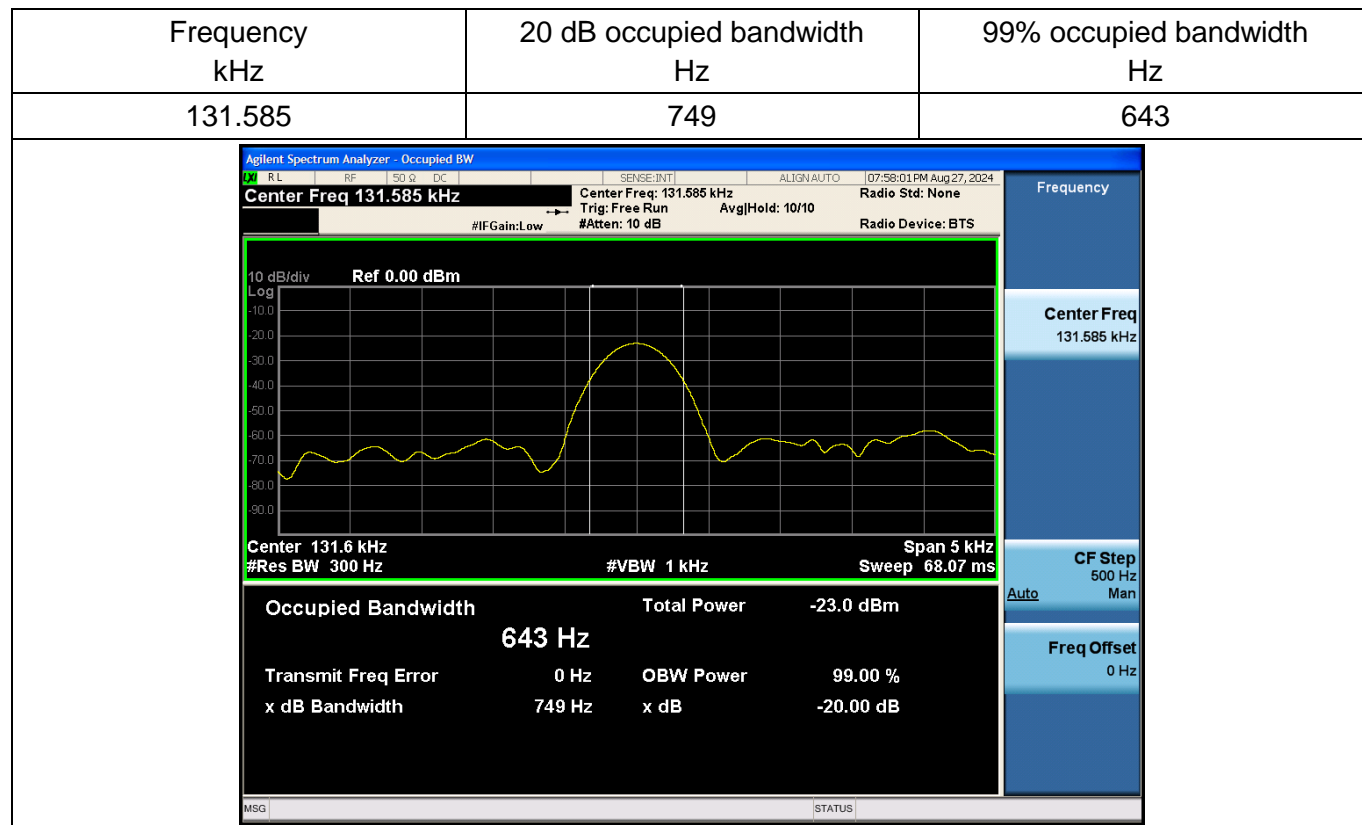 Frequency
kHz
20 dB occupied bandwidth
Hz
99% occupied bandwidth
Hz
131.585
749
643
Agilent Spectrum Analyzer - Occupied BW
LXI RL RF 50 Ω DC SENSE:INT ALIGN AUTO 07:58:01 PM Aug 27, 2024
Center Freq 131.585 kHz
Center Freq: 131.585 kHz
Radio Std: None
Trig: Free Run Avg|Hold: 10/10
#IFGain:Low
#Atten: 10 dB
Radio Device: BTS
Frequency
10 dB/div Ref 0.00 dBm
Log
-10.0
-20.0
-30.0
-40.0
-50.0
-60.0
-70.0
-80.0
-90.0
Center 131.6 kHz Span 5 kHz
#Res BW 300 Hz #VBW 1 kHz Sweep 68.07 ms
Occupied Bandwidth Total Power -23.0 dBm
643 Hz
Transmit Freq Error 0 Hz OBW Power 99.00 %
x dB Bandwidth 749 Hz x dB -20.00 dB
Center Freq
131.585 kHz
CF Step
500 Hz
Auto Man
Freq Offset
0 Hz
MSG STATUS